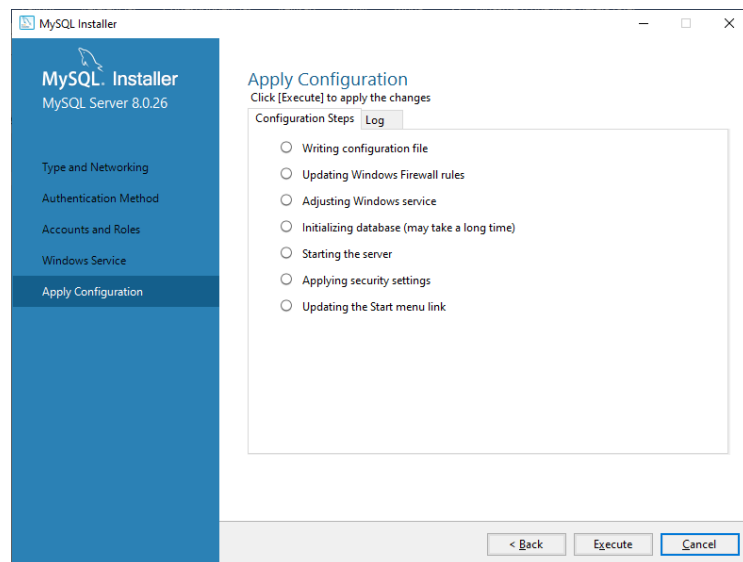 MySQL Installer
MySQL. Installer
MySQL Server 8.0.26
Type and Networking
Authentication Method
Accounts and Roles
Windows Service
Apply Configuration
Apply Configuration
Click [Execute] to apply the changes
Configuration Steps
Log
Writing configuration file
Updating Windows Firewall rules
Adjusting Windows service
Initializing database (may take a long time)
Starting the server
Applying security settings
Updating the Start menu link
< Back
Execute
Cancel